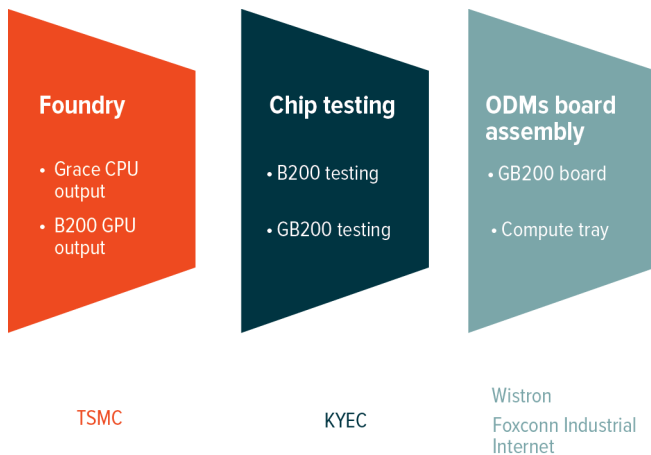 Foundry
• Grace CPU
output
• B200 GPU
output
Chip testing
• B200 testing
• GB200 testing
ODMs board
assembly
• GB200 board
• Compute tray
TSMC
KYEC
Wistron
Foxconn Industrial
Internet